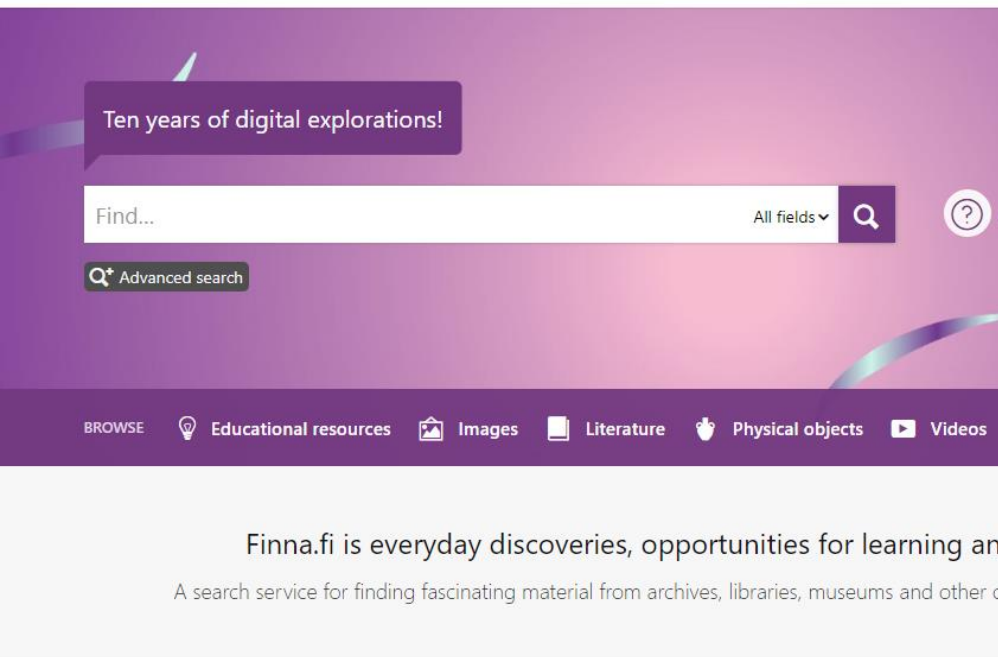 Ten years of digital explorations!
Find...
All fields
?
Advanced search
BROWSE Educational resources Images Literature Physical objects Videos
Finna.fi is everyday discoveries, opportunities for learning an
A search service for finding fascinating material from archives, libraries, museums and other